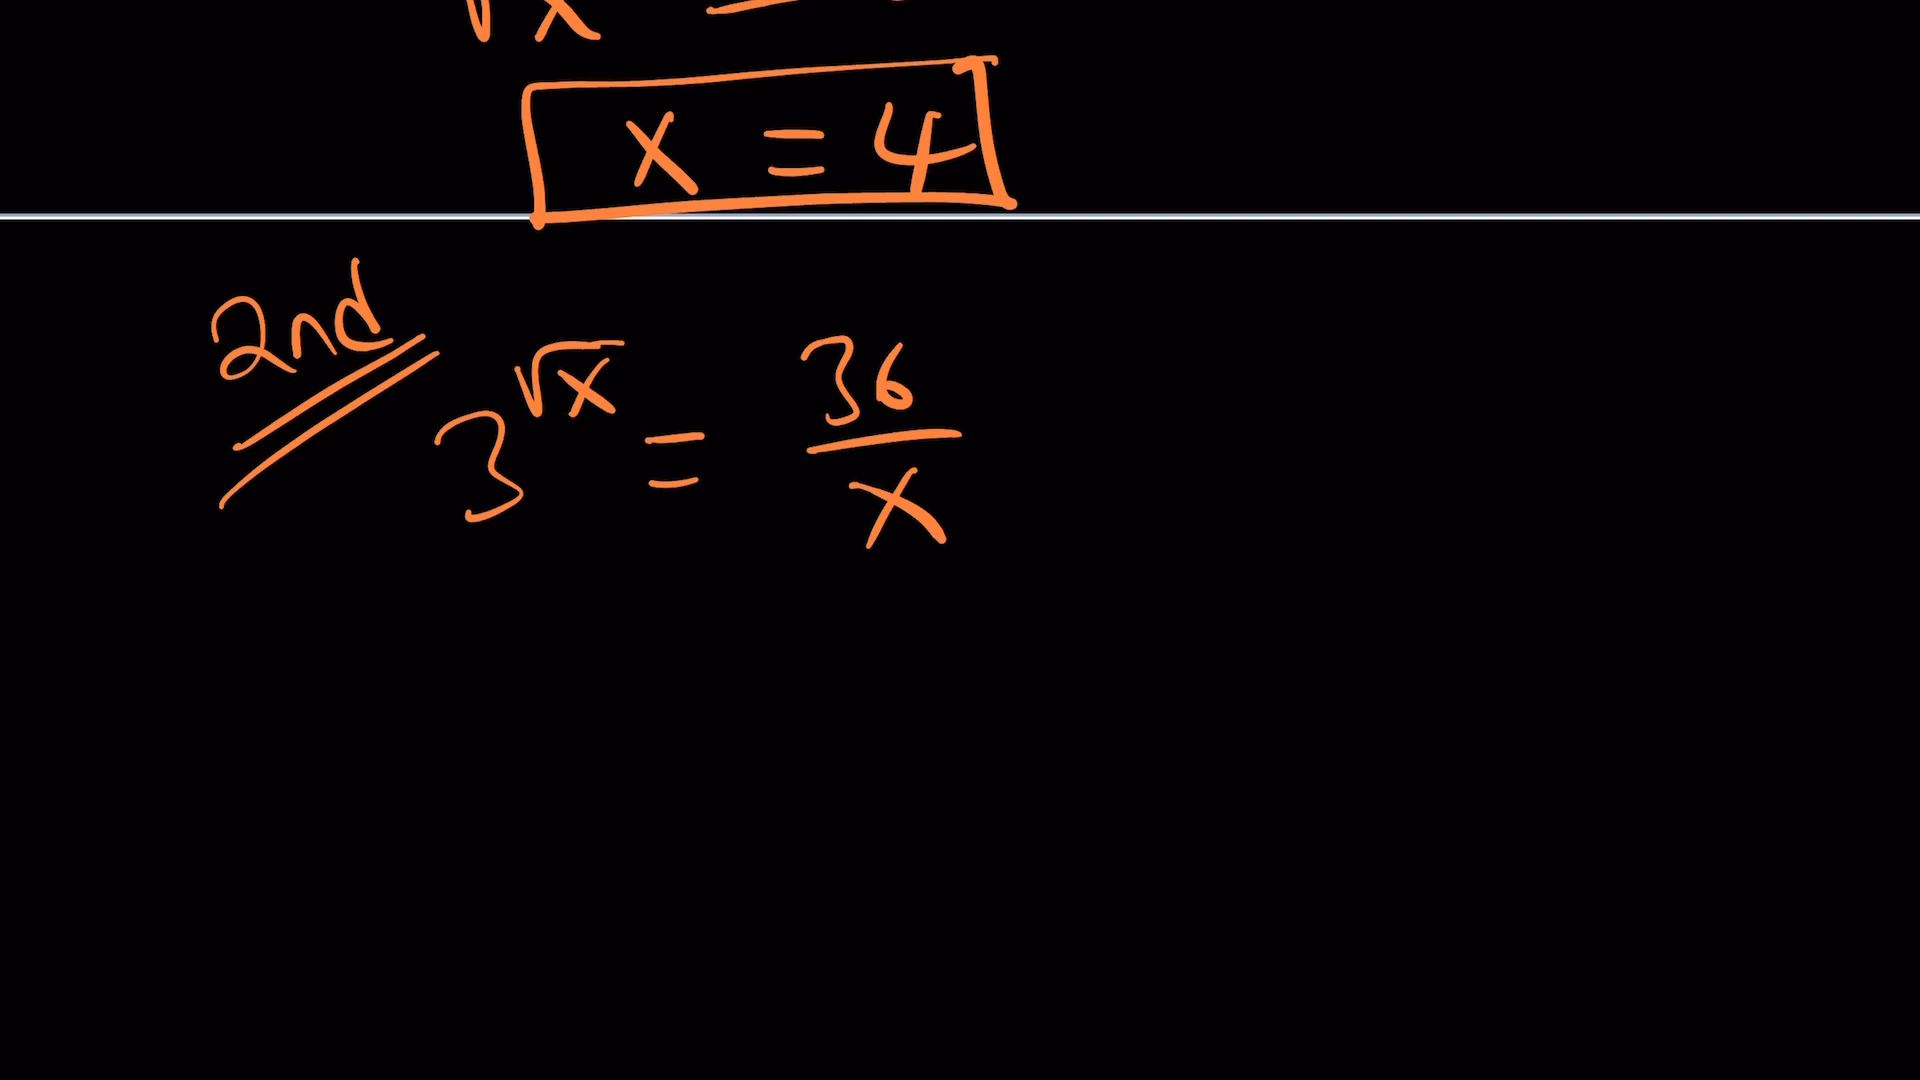 √x =
x = 4
2nd
3^√x = 36/x